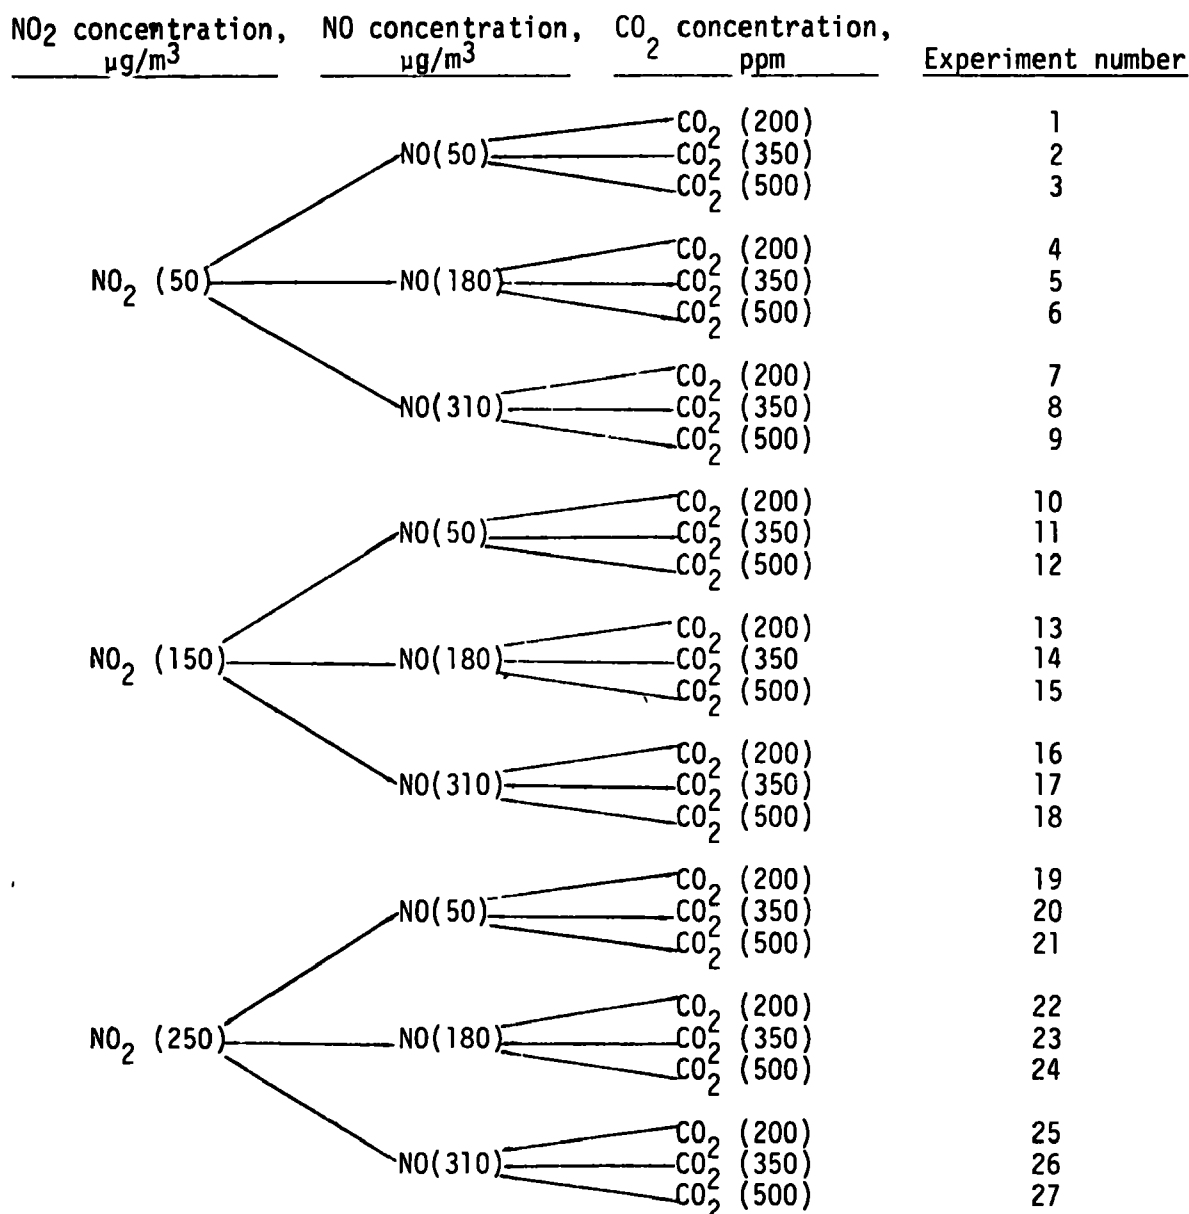 NO2 concentration, NO concentration, CO2 concentration,
µg/m3 µg/m3 ppm Experiment number
CO2 (200) 1
NO(50) CO2 (350) 2
CO2 (500) 3
CO2 (200) 4
NO2 (50) NO(180) CO2 (350) 5
CO2 (500) 6
CO2 (200) 7
NO(310) CO2 (350) 8
CO2 (500) 9
CO2 (200) 10
NO(50) CO2 (350) 11
CO2 (500) 12
CO2 (200) 13
NO2 (150) NO(180) CO2 (350 14
CO2 (500) 15
CO2 (200) 16
NO(310) CO2 (350) 17
CO2 (500) 18
CO2 (200) 19
NO(50) CO2 (350) 20
CO2 (500) 21
CO2 (200) 22
NO2 (250) NO(180) CO2 (350) 23
CO2 (500) 24
CO2 (200) 25
NO(310) CO2 (350) 26
CO2 (500) 27